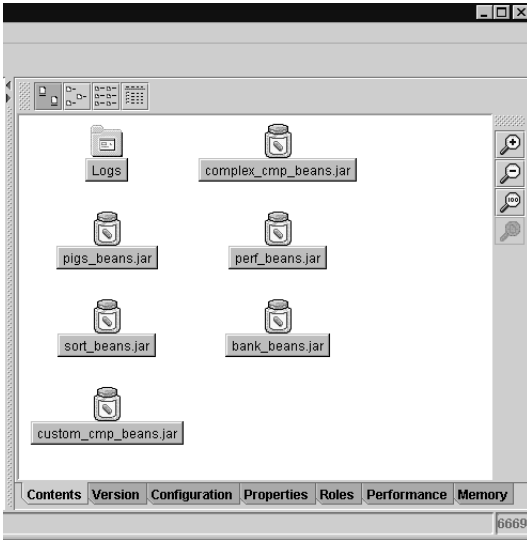 Logs
complex_cmp_beans.jar
pigs_beans.jar
perf_beans.jar
sort_beans.jar
bank_beans.jar
custom_cmp_beans.jar
100
Contents Version Configuration Properties Roles Performance Memory
6669